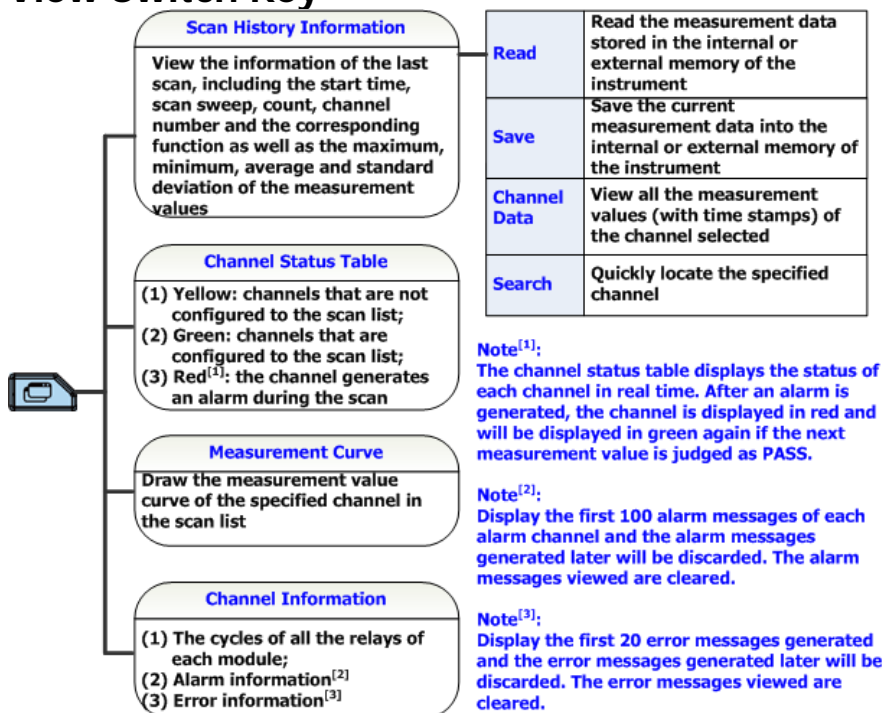 View Switch Key
Scan History Information
View the information of the last
scan, including the start time,
scan sweep, count, channel
number and the corresponding
function as well as the maximum,
minimum, average and standard
deviation of the measurement
values
Read
Read the measurement data
stored in the internal or
external memory of the
instrument
Save
Save the current
measurement data into the
internal or external memory of
the instrument
Channel
Data
View all the measurement
values (with time stamps) of
the channel selected
Search
Quickly locate the specified
channel
Channel Status Table
(1) Yellow: channels that are not
configured to the scan list;
(2) Green: channels that are
configured to the scan list;
(3) Red[1]: the channel generates
an alarm during the scan
Measurement Curve
Draw the measurement value
curve of the specified channel in
the scan list
Channel Information
(1) The cycles of all the relays of
each module;
(2) Alarm information[2]
(3) Error information[3]
Note[1]:
The channel status table displays the status of
each channel in real time. After an alarm is
generated, the channel is displayed in red and
will be displayed in green again if the next
measurement value is judged as PASS.
Note[2]:
Display the first 100 alarm messages of each
alarm channel and the alarm messages
generated later will be discarded. The alarm
messages viewed are cleared.
Note[3]:
Display the first 20 error messages generated
and the error messages generated later will be
discarded. The error messages viewed are
cleared.